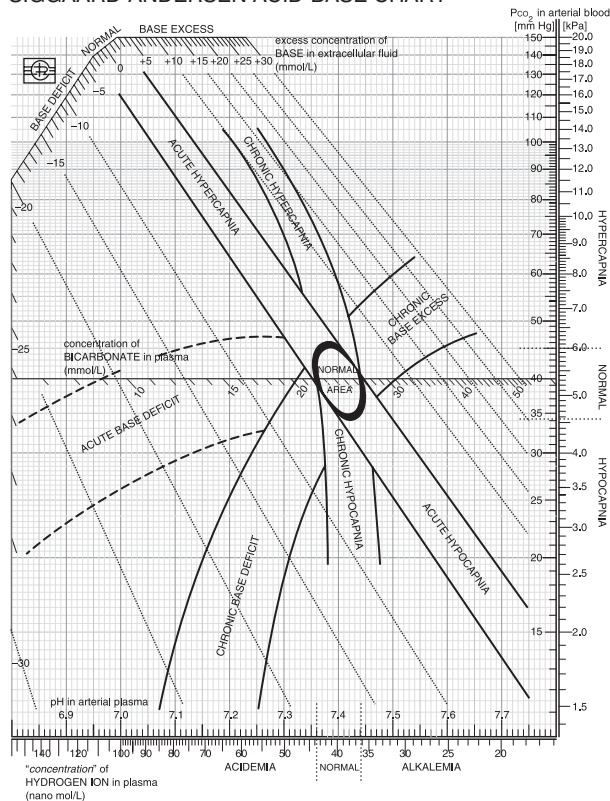 SIGGAARD-ANDERSEN ACID-BASE CHART
Pco2 in arterial blood
[mm Hg] [kPa]
NORMAL
BASE EXCESS
BASE DEFICIT
excess concentration of
BASE in extracellular fluid
(mmol/L)
0 +5 +10 +15 +20 +25 +30
−5
−10
−15
−20
−25
−30
150 20.0
140 19.0
18.0
130 17.0
120 16.0
110 15.0
100 14.0
13.0
90 12.0
80 11.0
70 10.0
9.0
60 8.0
7.0
50
6.0
40
5.0
35
30 4.0
3.5
25
3.0
20
2.5
15 2.0
1.5
HYPERCAPNIA
NORMAL
HYPOCAPNIA
ACUTE HYPERCAPNIA
CHRONIC HYPERCAPNIA
CHRONIC
BASE EXCESS
concentration of
BICARBONATE in plasma
(mmol/L)
10 15 20 30 40 50
NORMAL
AREA
ACUTE BASE DEFICIT
CHRONIC HYPOCAPNIA
ACUTE HYPOCAPNIA
CHRONIC BASE DEFICIT
pH in arterial plasma
6.9 7.0 7.1 7.2 7.3 7.4 7.5 7.6 7.7
140 120 100 90 80 70 60 50 45 40 35 30 25 20
ACIDEMIA NORMAL ALKALEMIA
"concentration" of
HYDROGEN ION in plasma
(nano mol/L)